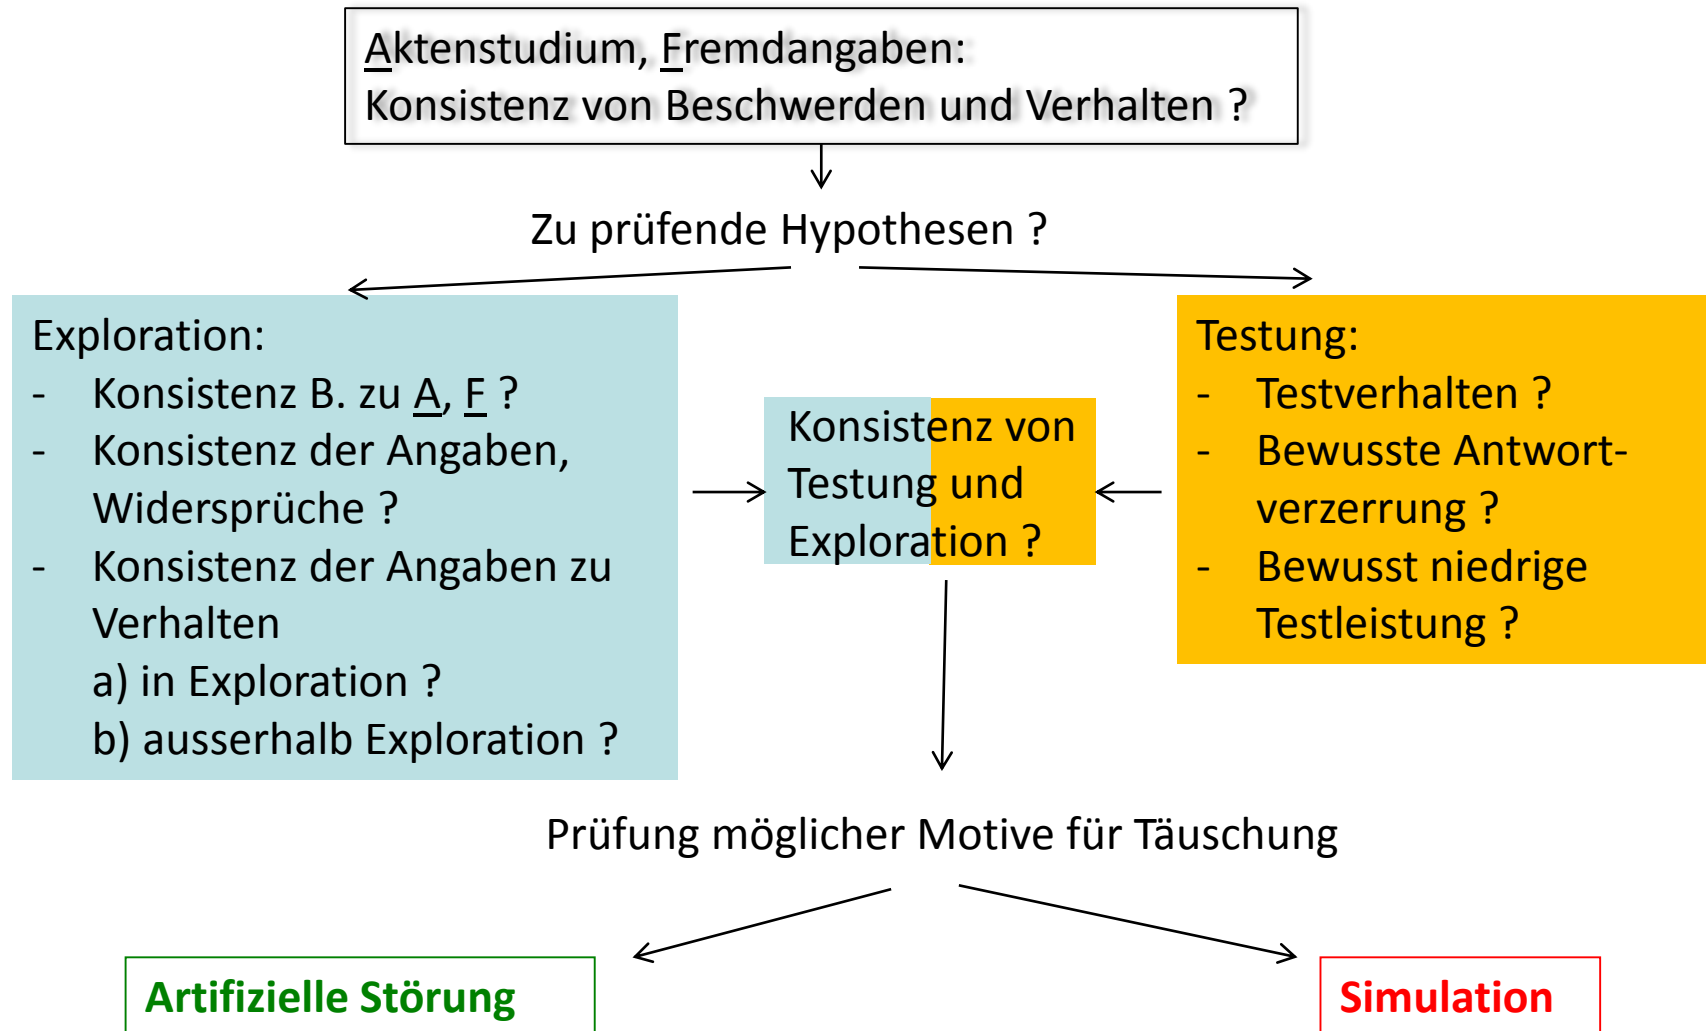 Aktenstudium, Fremdangaben:
Konsistenz von Beschwerden und Verhalten ?
Zu prüfende Hypothesen ?
Exploration:
- Konsistenz B. zu A, F ?
- Konsistenz der Angaben,
Widersprüche ?
- Konsistenz der Angaben zu
Verhalten
a) in Exploration ?
b) ausserhalb Exploration ?
Konsistenz von
Testung und
Exploration ?
Testung:
- Testverhalten ?
- Bewusste Antwort-
verzerrung ?
- Bewusst niedrige
Testleistung ?
Prüfung möglicher Motive für Täuschung
Artifizielle Störung
Simulation